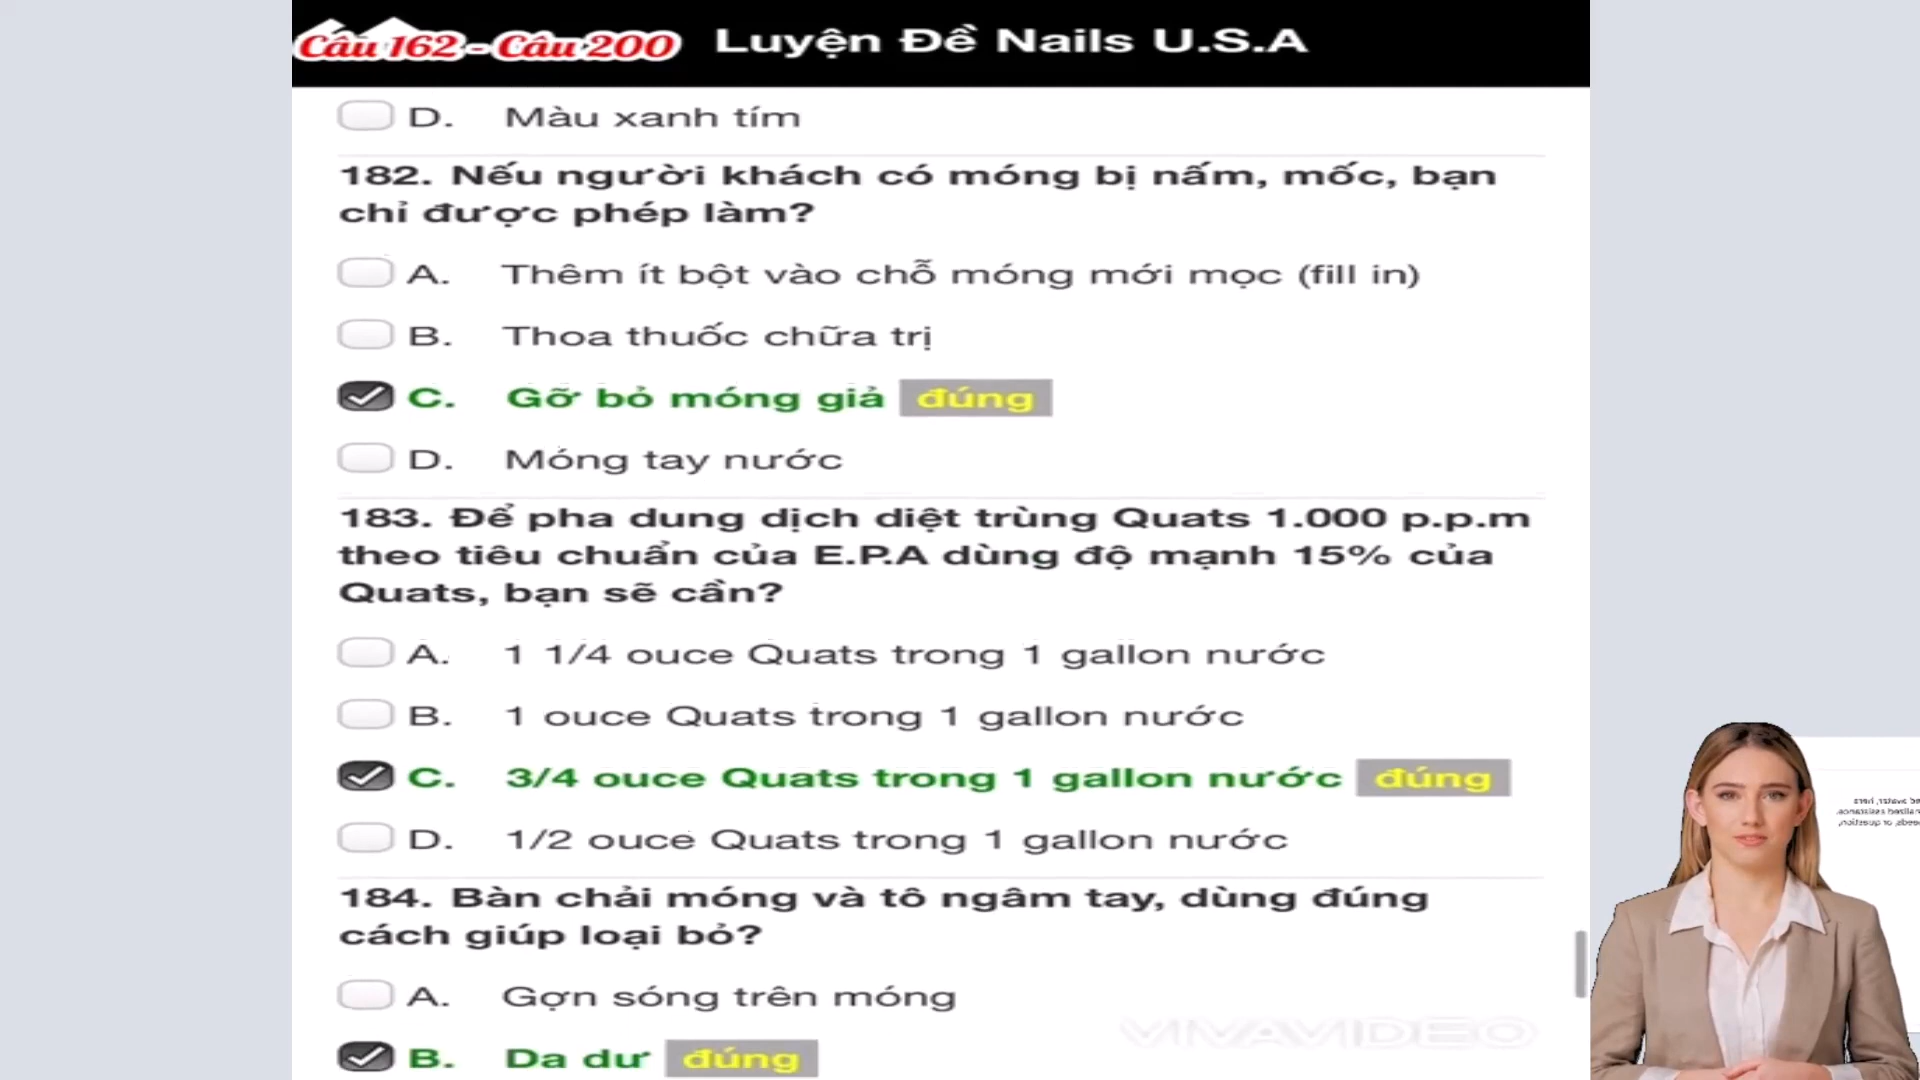 Câu 162 - Câu 200 Luyện Đề Nails U.S.A
D. Màu xanh tím
182. Nếu người khách có móng bị nấm, mốc, bạn
chỉ được phép làm?
A. Thêm ít bột vào chỗ móng mới mọc (fill in)
B. Thoa thuốc chữa trị
C. Gỡ bỏ móng giả đúng
D. Móng tay nước
183. Để pha dung dịch diệt trùng Quats 1.000 p.p.m
theo tiêu chuẩn của E.P.A dùng độ mạnh 15% của
Quats, bạn sẽ cần?
A. 1 1/4 ouce Quats trong 1 gallon nước
B. 1 ouce Quats trong 1 gallon nước
C. 3/4 ouce Quats trong 1 gallon nước đúng
D. 1/2 ouce Quats trong 1 gallon nước
184. Bàn chải móng và tô ngâm tay, dùng đúng
cách giúp loại bỏ?
A. Gợn sóng trên móng
B. Da dư đúng
VIVAVIDEO